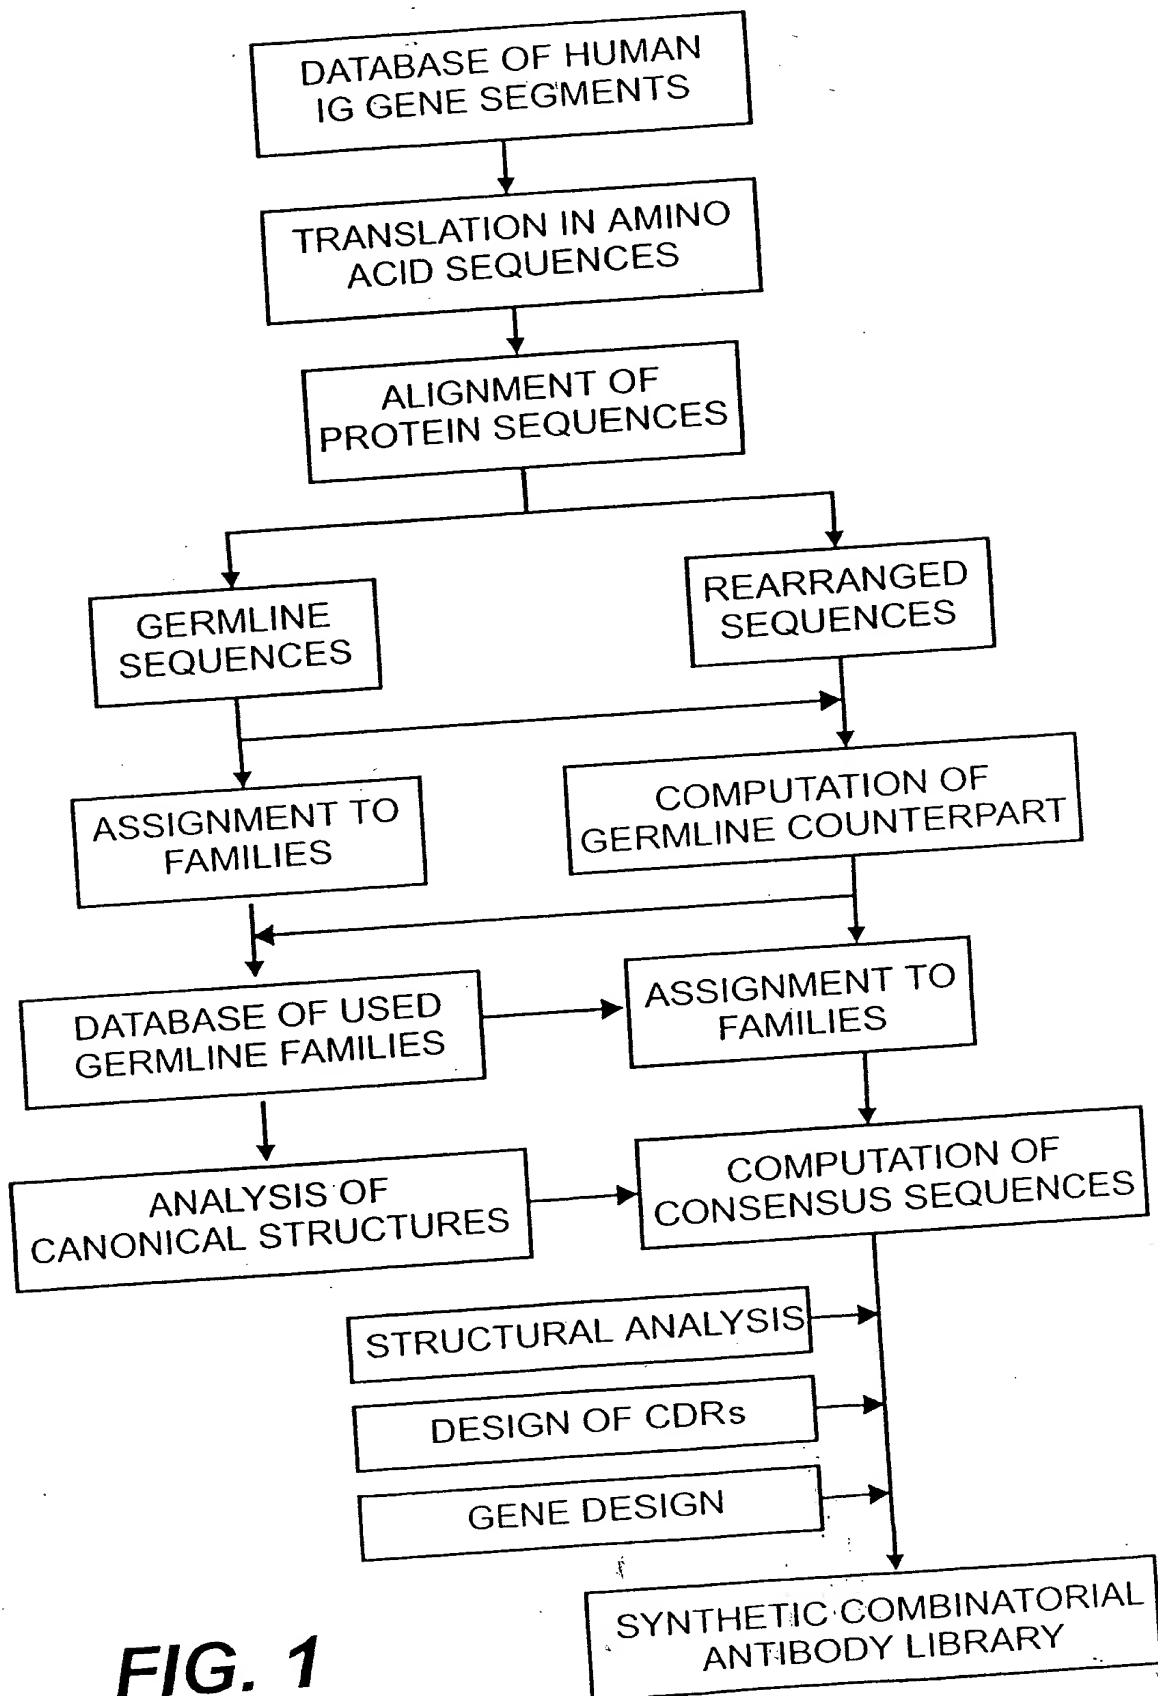 DATABASE OF HUMAN
IG GENE SEGMENTS
TRANSLATION IN AMINO
ACID SEQUENCES
ALIGNMENT OF
PROTEIN SEQUENCES
GERMLINE
SEQUENCES
REARRANGED
SEQUENCES
ASSIGNMENT TO
FAMILIES
COMPUTATION OF
GERMLINE COUNTERPART
DATABASE OF USED
GERMLINE FAMILIES
ASSIGNMENT TO
FAMILIES
ANALYSIS OF
CANONICAL STRUCTURES
COMPUTATION OF
CONSENSUS SEQUENCES
STRUCTURAL ANALYSIS
DESIGN OF CDRs
GENE DESIGN
SYNTHETIC COMBINATORIAL
ANTIBODY LIBRARY
FIG. 1